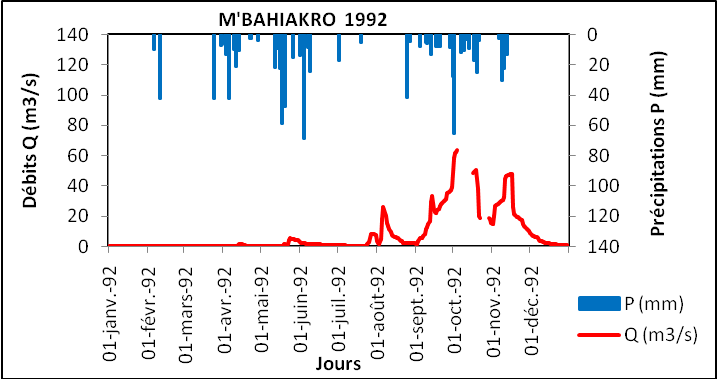 M'BAHIAKRO 1992
Débits Q (m3/s)
140
120
100
80
60
40
20
0
0
20
40
60
80
100
120
140
Précipitations P (mm)
01-janv.-92
01-févr.-92
01-mars-92
01-avr.-92
01-mai-92
01-juin-92
01-juil.-92
01-août-92
01-sept.-92
01-oct.-92
01-nov.-92
01-déc.-92
Jours
P (mm)
Q (m3/s)